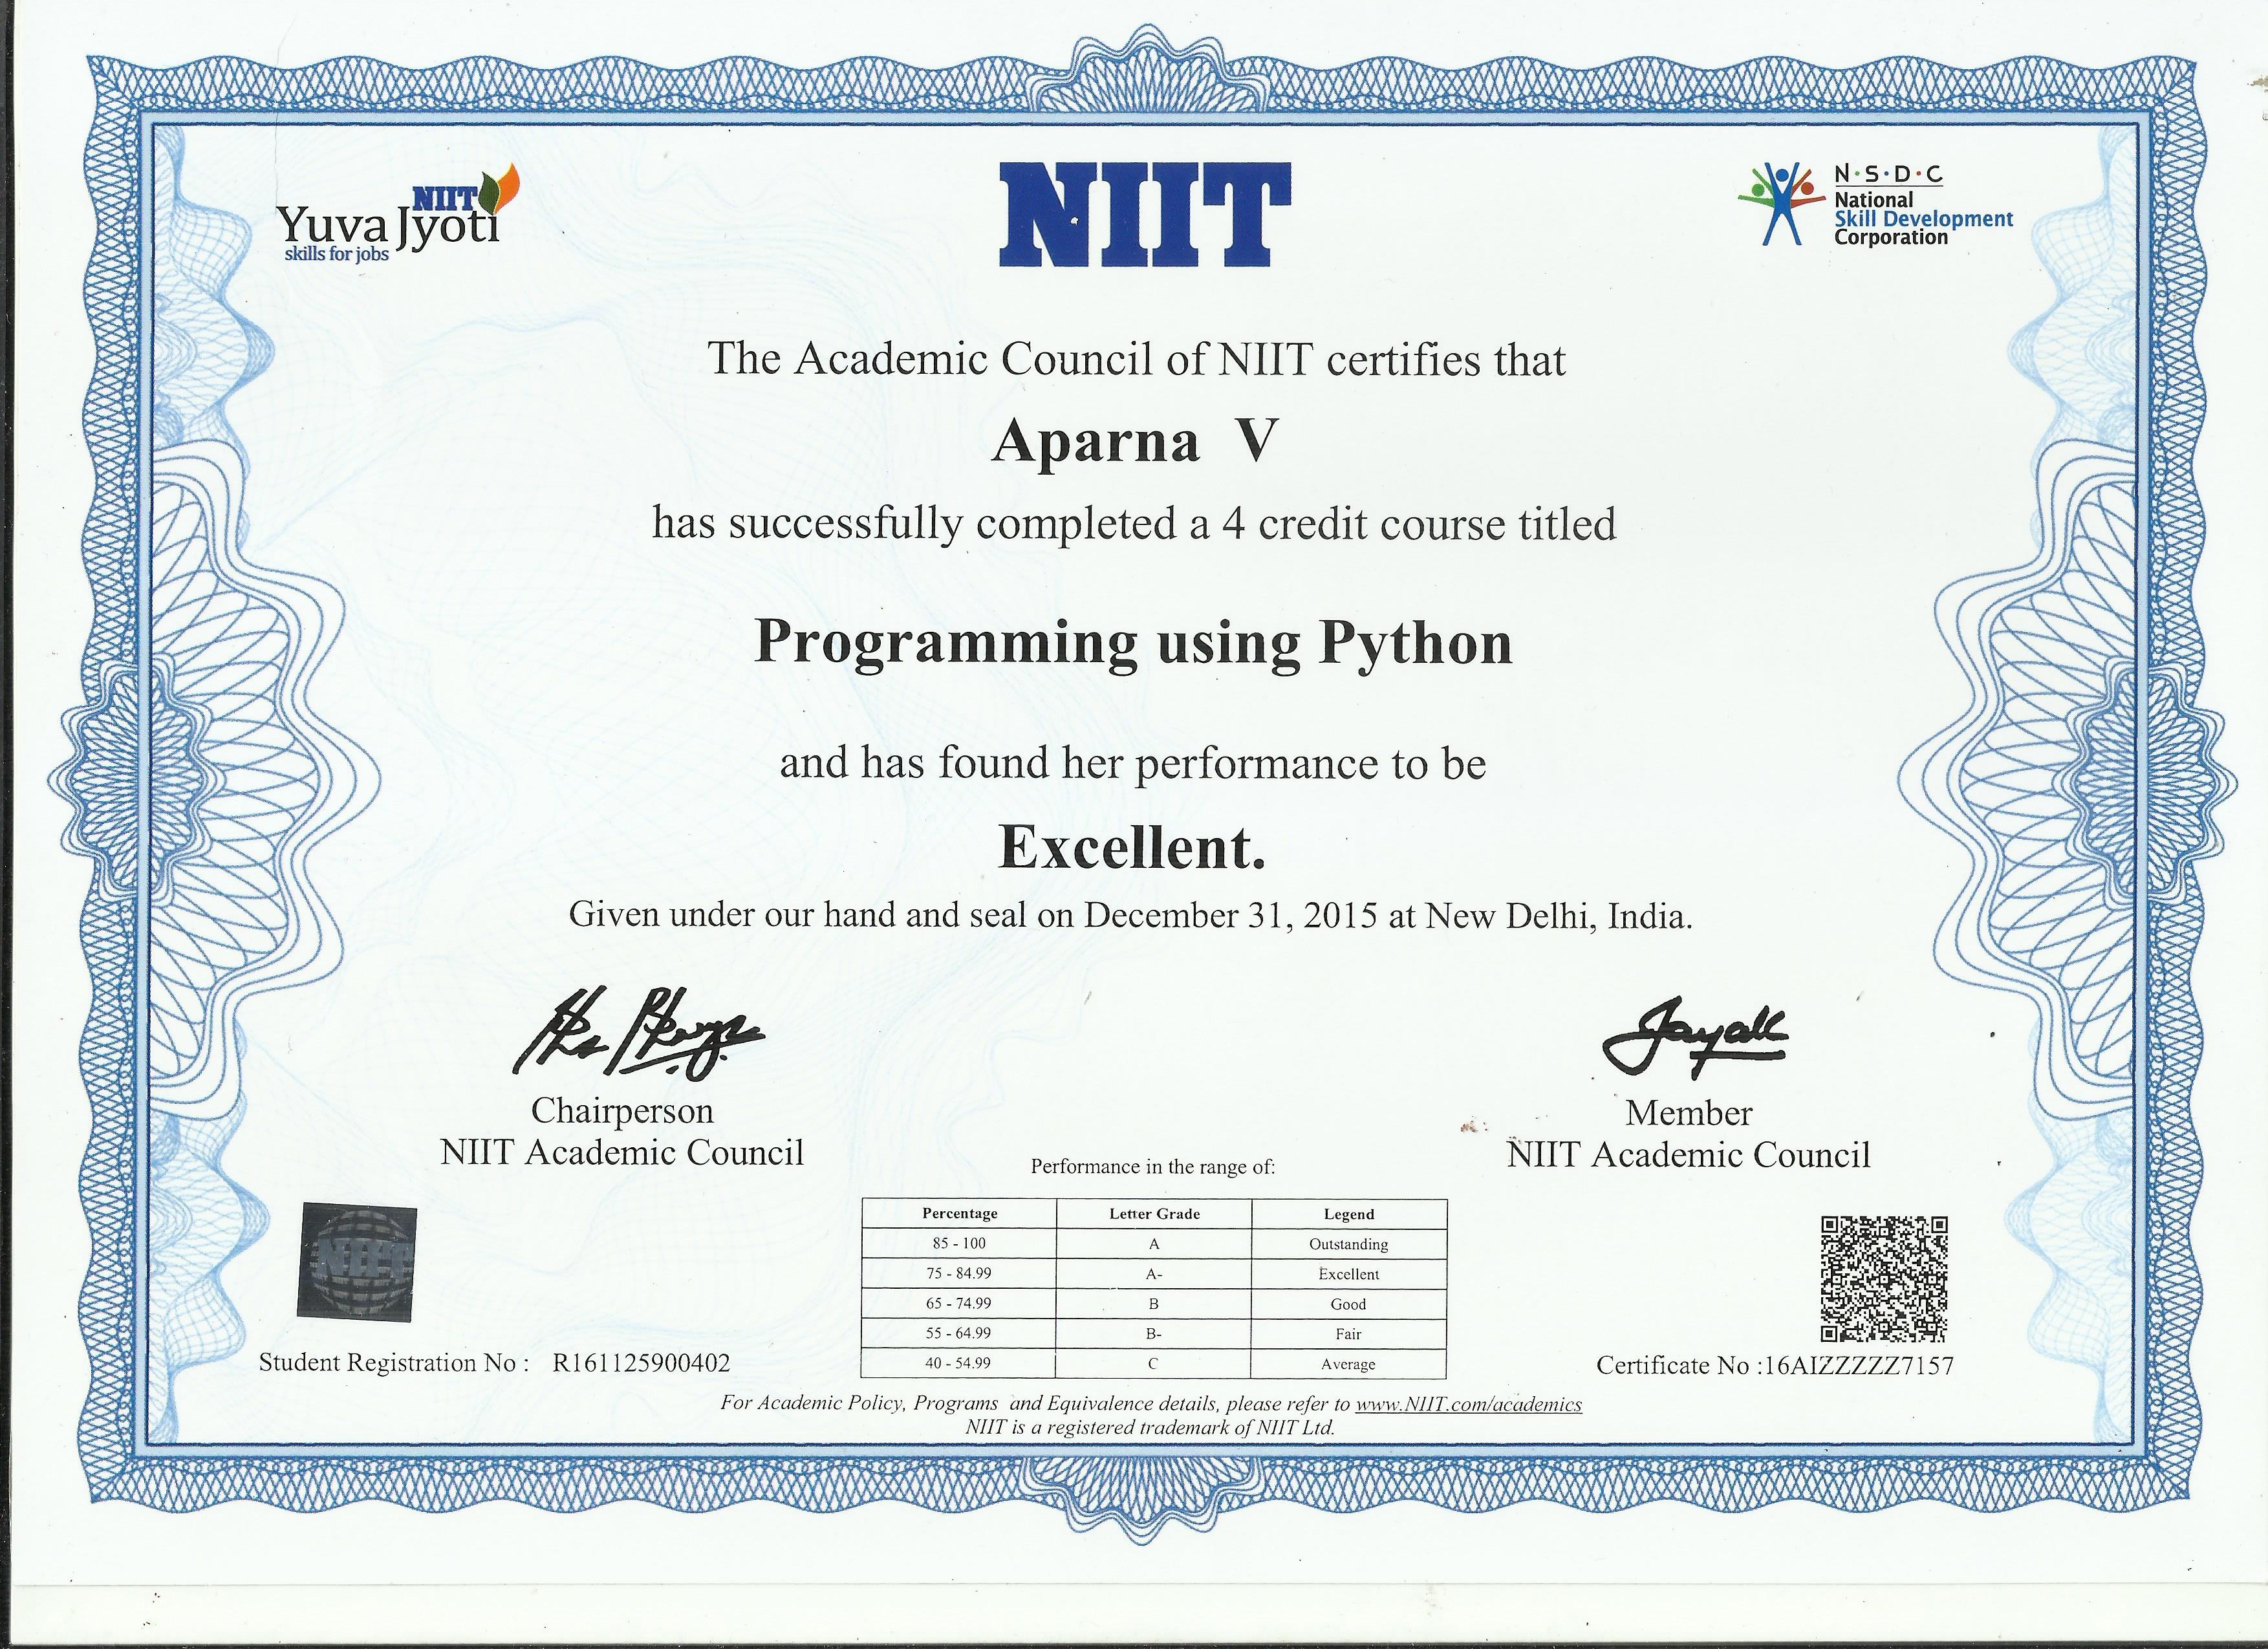 NIIT
Yuva Jyoti
skills for jobs
NIIT
N·S·D·C
National
Skill Development
Corporation
The Academic Council of NIIT certifies that
Aparna V
has successfully completed a 4 credit course titled
Programming using Python
and has found her performance to be
Excellent.
Given under our hand and seal on December 31, 2015 at New Delhi, India.
Chairperson
NIIT Academic Council
Member
NIIT Academic Council
Performance in the range of:
Percentage Letter Grade Legend
85 - 100 A Outstanding
75 - 84.99 A- Excellent
65 - 74.99 B Good
55 - 64.99 B- Fair
40 - 54.99 C Average
NIIT
Student Registration No : R161125900402
Certificate No :16AIZZZZZ7157
For Academic Policy, Programs and Equivalence details, please refer to www.NIIT.com/academics
NIIT is a registered trademark of NIIT Ltd.